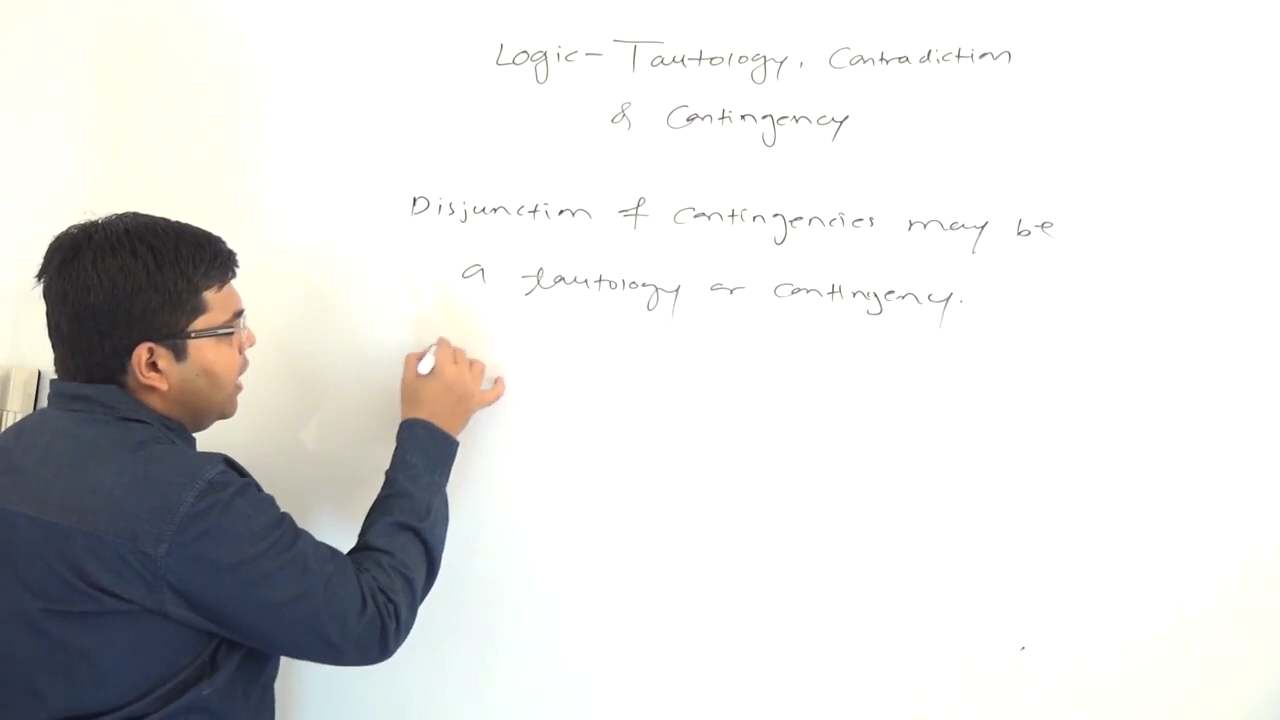 Logic- Tautology, Contradiction
& Contingency
Disjunction of contingencies may be
a tautology or contingency.